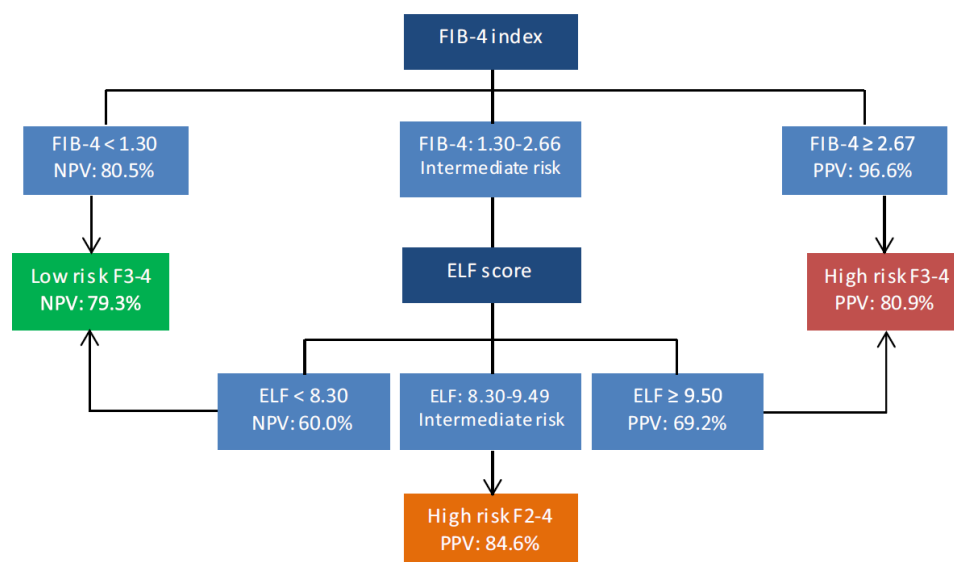 FIB-4 index
FIB-4 < 1.30
NPV: 80.5%
FIB-4: 1.30-2.66
Intermediate risk
FIB-4 ≥ 2.67
PPV: 96.6%
Low risk F3-4
NPV: 79.3%
ELF score
High risk F3-4
PPV: 80.9%
ELF < 8.30
NPV: 60.0%
ELF: 8.30-9.49
Intermediate risk
ELF ≥ 9.50
PPV: 69.2%
High risk F2-4
PPV: 84.6%